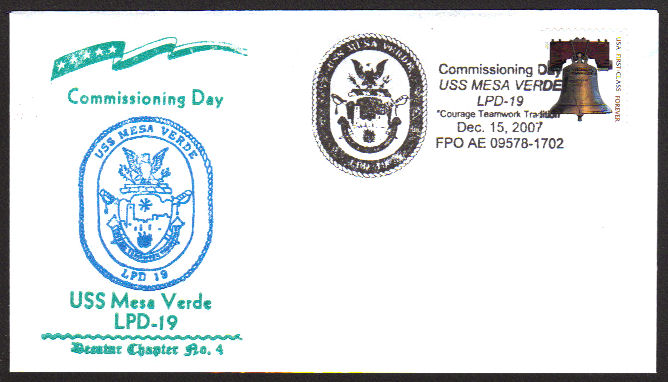 Commissioning Day
USS MESA VERDE
LPD 19
USS Mesa Verde
LPD-19
Decatur Chapter No. 4
USS MESA VERDE
LPD 19
Commissioning Day
USS MESA VERDE
LPD-19
"Courage Teamwork Tradition"
Dec. 15, 2007
FPO AE 09578-1702
USA FIRST-CLASS FOREVER